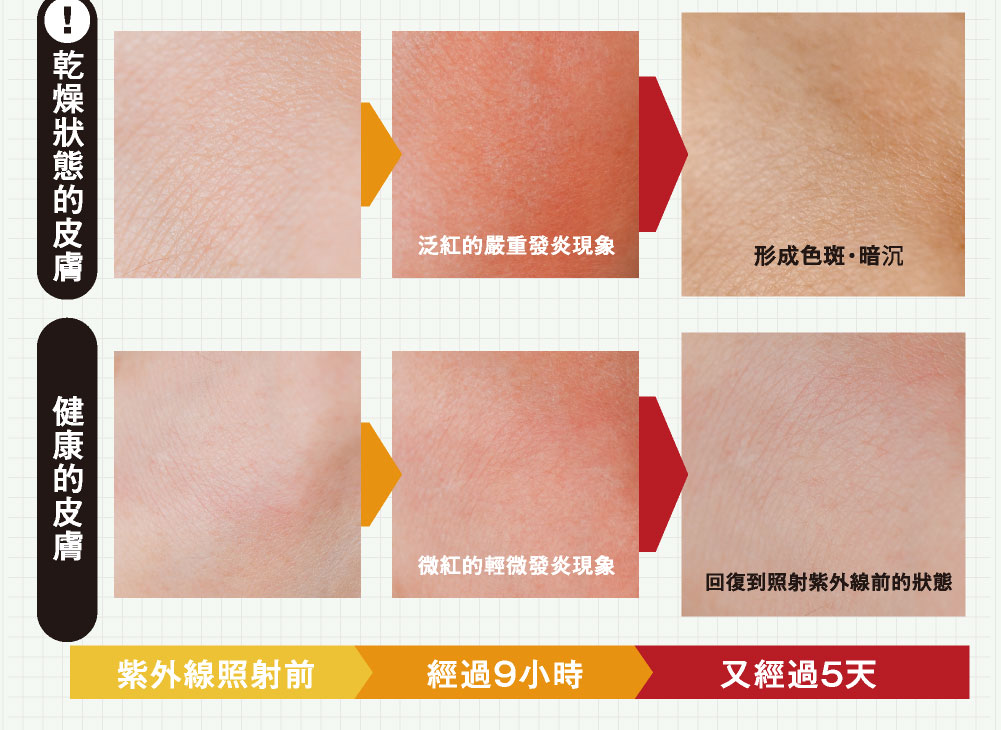 !
乾燥狀態的皮膚
泛紅的嚴重發炎現象
形成色斑・暗沉
健康的皮膚
微紅的輕微發炎現象
回復到照射紫外線前的狀態
紫外線照射前
經過9小時
又經過5天